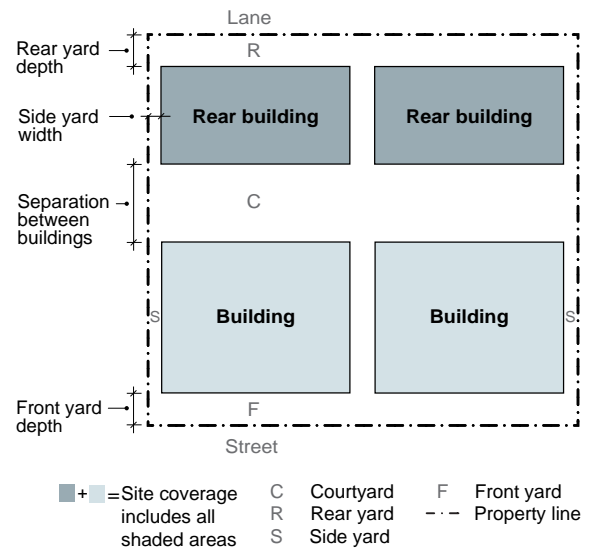 Lane
Rear yard
depth
R
Rear building
Rear building
Side yard
width
Separation
between
buildings
C
S
Building
Building
S
Front yard
depth
F
Street
+ = Site coverage
includes all
shaded areas
C Courtyard
R Rear yard
S Side yard
F Front yard
Property line